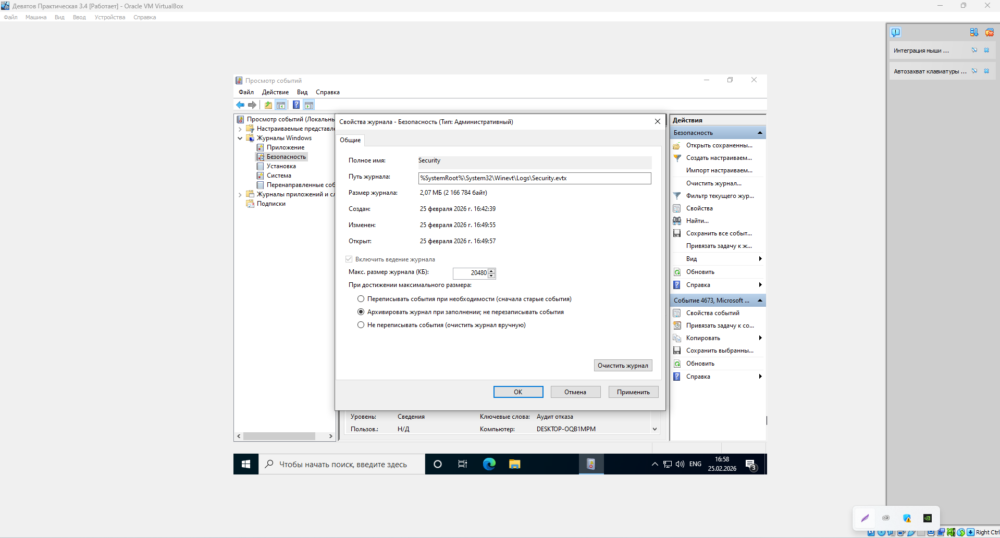 Девятов Практическая 3.4 [Работает] - Oracle VM VirtualBox
Файл Машина Вид Ввод Устройства Справка
Интеграция мыши ...
Автозахват клавиатуры ...
Просмотр событий
Файл Действие Вид Справка
Просмотр событий (Локальны
Настраиваемые представле
Журналы Windows
Приложение
Безопасность
Установка
Система
Перенаправленные соб
Журналы приложений и сл
Подписки
Свойства журнала - Безопасность (Тип: Административный)
Общие
Полное имя: Security
Путь журнала: %SystemRoot%\System32\Winevt\Logs\Security.evtx
Размер журнала: 2,07 МБ (2 166 784 байт)
Создан: 25 февраля 2026 г. 16:42:39
Изменен: 25 февраля 2026 г. 16:49:55
Открыт: 25 февраля 2026 г. 16:49:57
Включить ведение журнала
Макс. размер журнала (КБ): 20480
При достижении максимального размера:
Переписывать события при необходимости (сначала старые события)
Архивировать журнал при заполнении; не перезаписывать события
Не переписывать события (очистить журнал вручную)
Очистить журнал
ОК Отмена Применить
Уровень: Сведения Ключевые слова: Аудит отказа
Пользов.: Н/Д Компьютер: DESKTOP-OQB1MPM
Действия
Безопасность
Открыть сохраненны...
Создать настраиваем...
Импорт настраиваем...
Очистить журнал...
Фильтр текущего жур...
Свойства
Найти...
Сохранить все событ...
Привязать задачу к ж...
Вид
Обновить
Справка
Событие 4673, Microsoft ...
Свойства событий
Привязать задачу к со...
Копировать
Сохранить выбранны...
Обновить
Справка
Чтобы начать поиск, введите здесь
ENG
16:58
25.02.2026
3
Right Ctrl